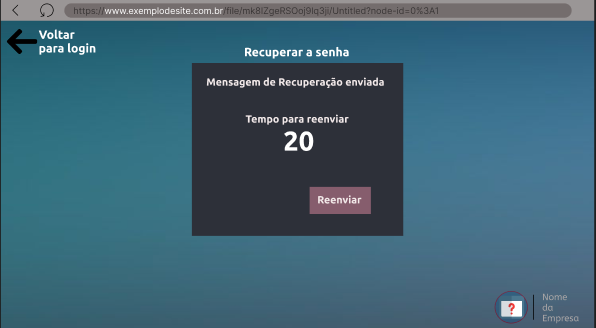 https://www.exemplodesite.com.br/file/mk8lZgeRSOoj9Iq3ji/Untitled?node-id=0%3A1
Voltar
para login
Recuperar a senha
Mensagem de Recuperação enviada
Tempo para reenviar
20
Reenviar
?
Nome
da
Empresa